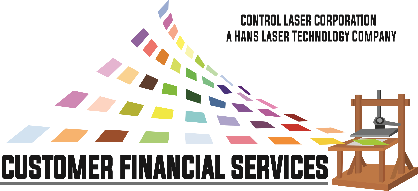 CONTROL LASER CORPORATION
A HANS LASER TECHNOLOGY COMPANY
CUSTOMER FINANCIAL SERVICES